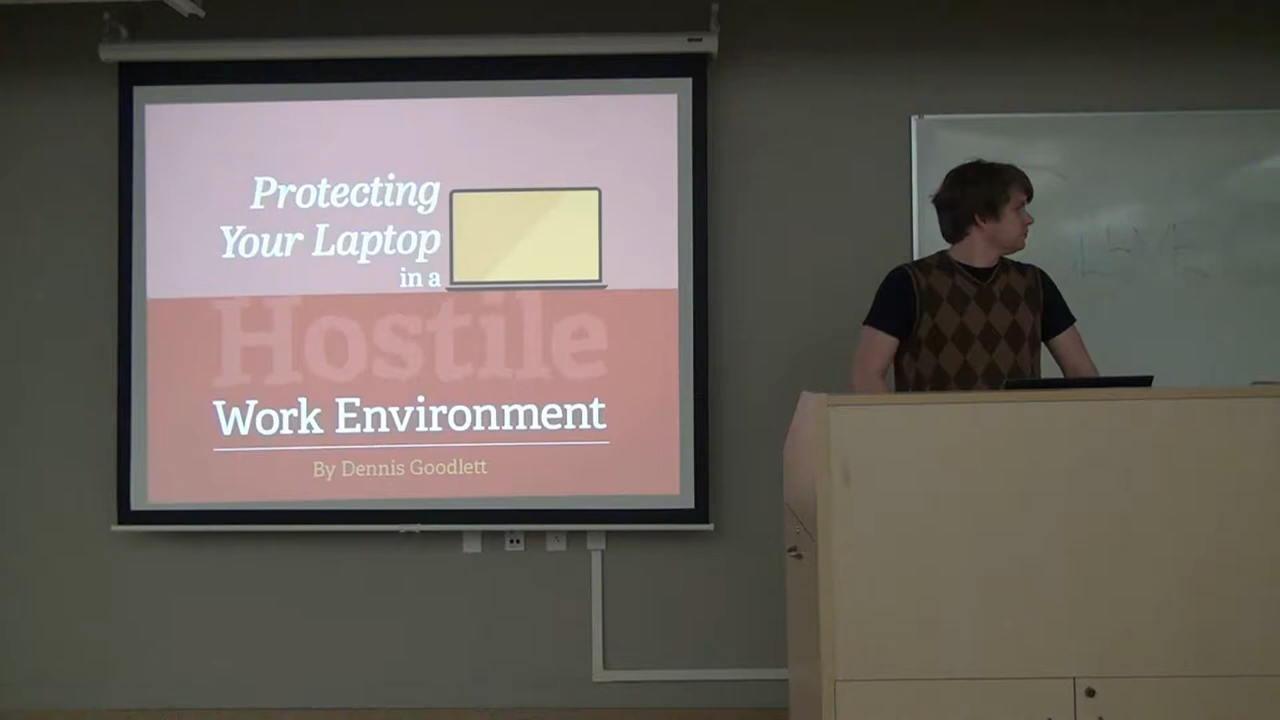 Protecting
Your Laptop
in a
Hostile
Work Environment
By Dennis Goodlett